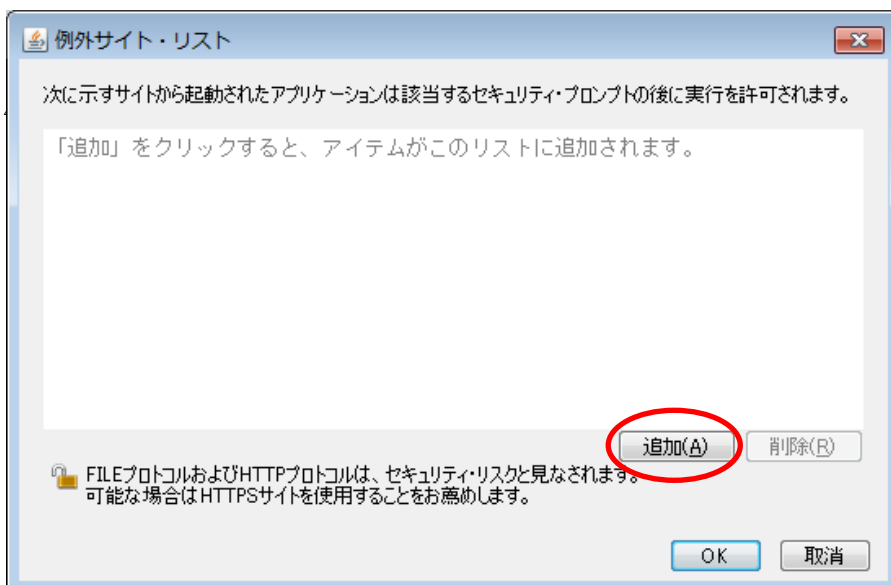 例外サイト・リスト
次に示すサイトから起動されたアプリケーションは該当するセキュリティ・プロンプトの後に実行を許可されます。
「追加」をクリックすると、アイテムがこのリストに追加されます。
追加(A) 削除(R)
FILEプロトコルおよびHTTPプロトコルは、セキュリティ・リスクと見なされます。
可能な場合はHTTPSサイトを使用することをお薦めします。
OK 取消